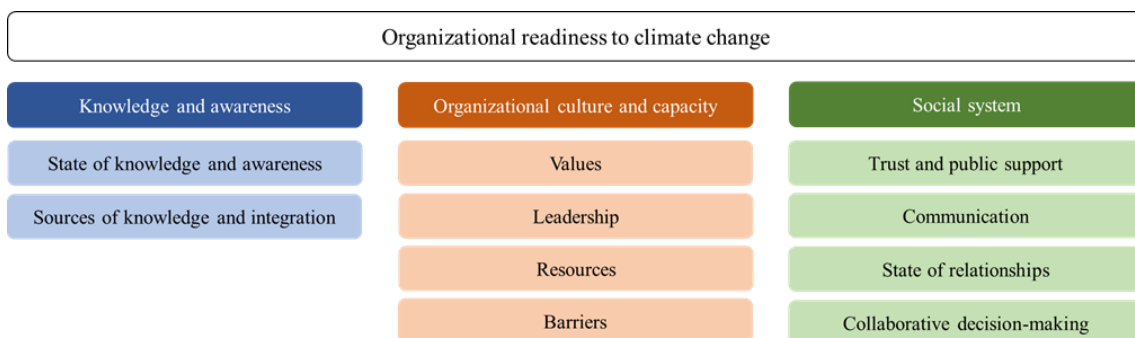 Organizational readiness to climate change
Knowledge and awareness
State of knowledge and awareness
Sources of knowledge and integration
Organizational culture and capacity
Values
Leadership
Resources
Barriers
Social system
Trust and public support
Communication
State of relationships
Collaborative decision-making